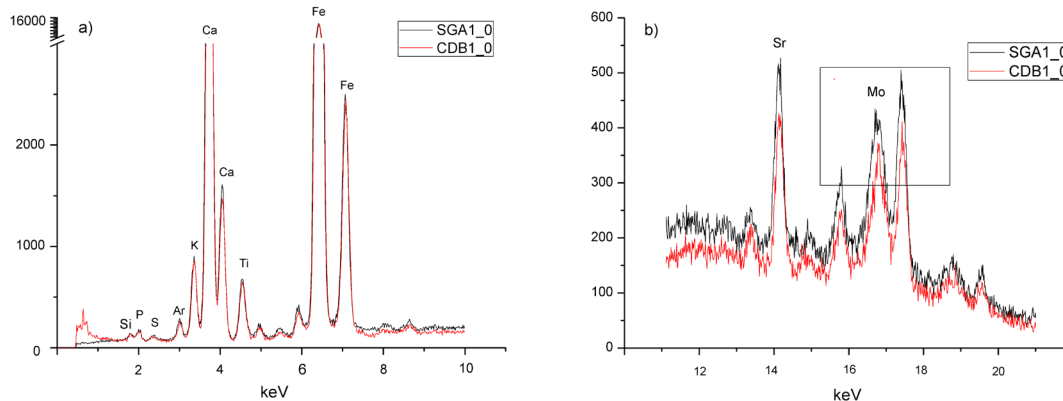 a)
16000
2000
1000
0
Ca
Fe
SGA1_0
CDB1_0
Fe
Ca
K
Ti
Ar
Si
P
S
2
4
6
8
10
keV
b)
600
500
400
300
200
100
0
Sr
Mo
SGA1_0
CDB1_0
12
14
16
18
20
keV